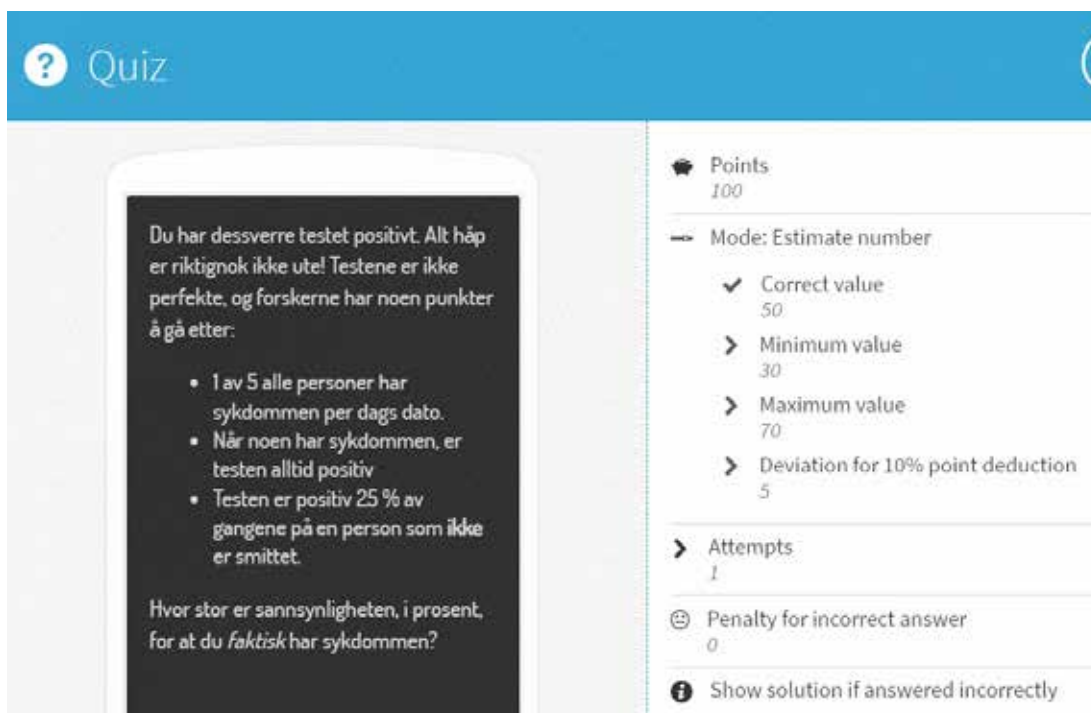 ? Quiz
Du har dessverre testet positivt. Alt håp
er riktignok ikke ute! Testene er ikke
perfekte, og forskerne har noen punkter
å gå etter:
• 1 av 5 alle personer har
sykdommen per dags dato.
• Når noen har sykdommen, er
testen alltid positiv
• Testen er positiv 25 % av
gangene på en person som ikke
er smittet.
Hvor stor er sannsynligheten, i prosent,
for at du faktisk har sykdommen?
Points
100
Mode: Estimate number
Correct value
50
Minimum value
30
Maximum value
70
Deviation for 10% point deduction
5
Attempts
1
Penalty for incorrect answer
0
Show solution if answered incorrectly